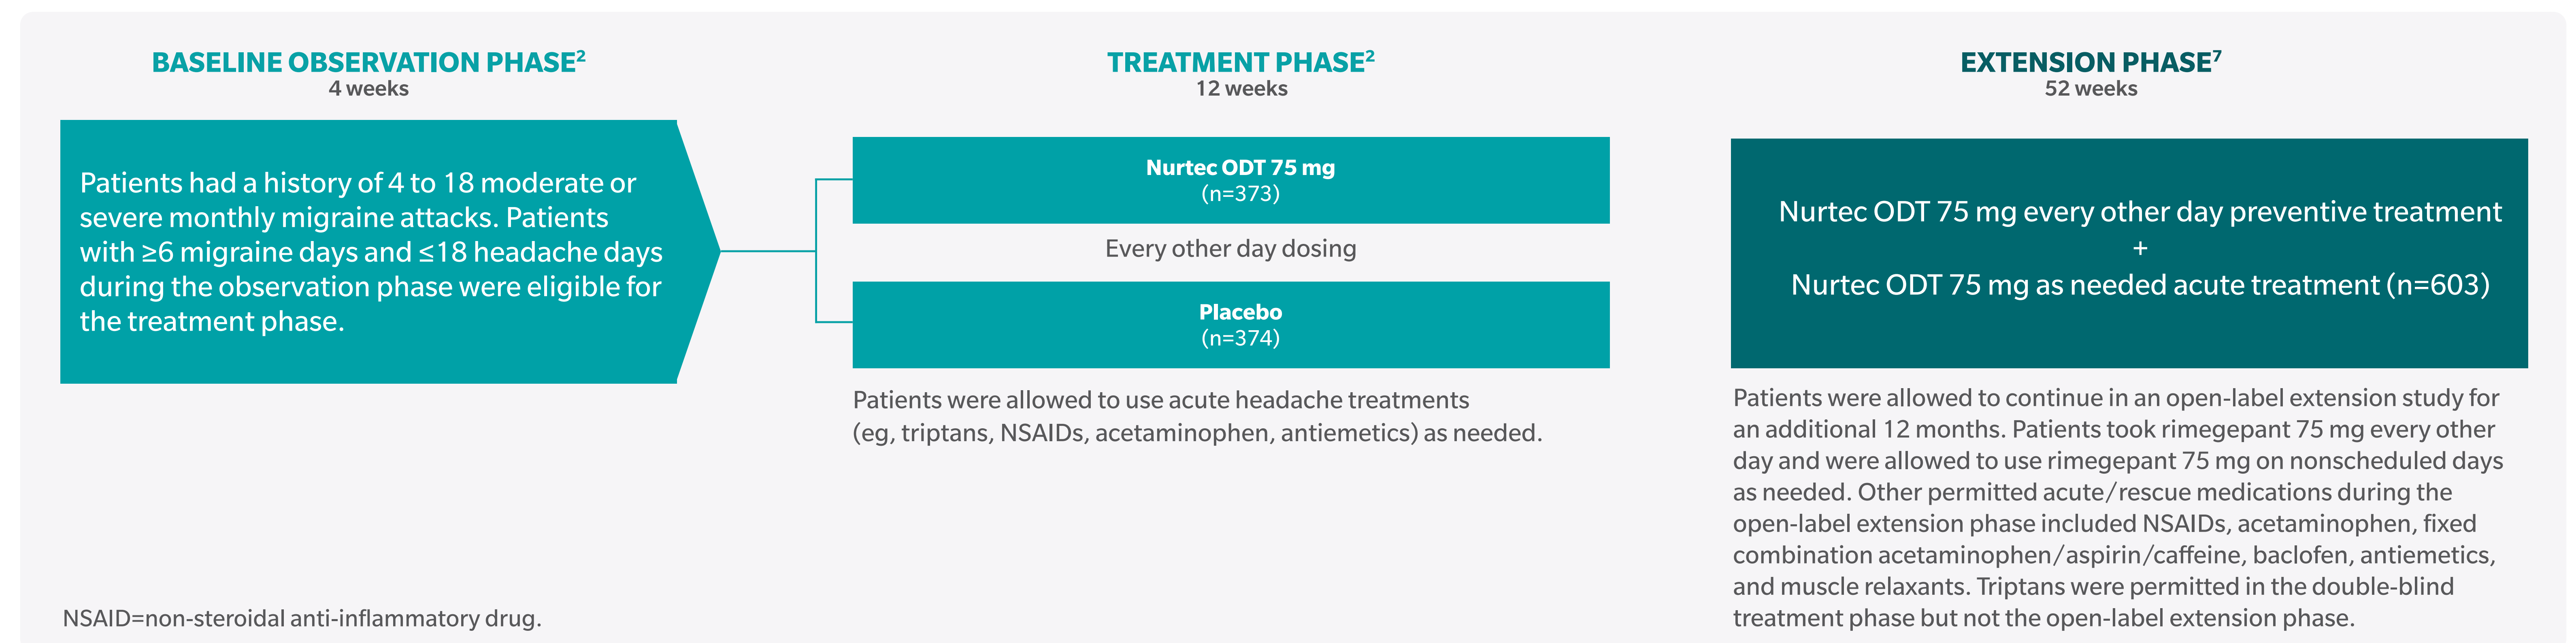 BASELINE OBSERVATION PHASE²
4 weeks
Patients had a history of 4 to 18 moderate or
severe monthly migraine attacks. Patients
with ≥6 migraine days and ≤18 headache days
during the observation phase were eligible for
the treatment phase.
TREATMENT PHASE²
12 weeks
Nurtec ODT 75 mg
(n=373)
Every other day dosing
Placebo
(n=374)
Patients were allowed to use acute headache treatments
(eg, triptans, NSAIDs, acetaminophen, antiemetics) as needed.
EXTENSION PHASE⁷
52 weeks
Nurtec ODT 75 mg every other day preventive treatment
+
Nurtec ODT 75 mg as needed acute treatment (n=603)
Patients were allowed to continue in an open-label extension study for
an additional 12 months. Patients took rimegepant 75 mg every other
day and were allowed to use rimegepant 75 mg on nonscheduled days
as needed. Other permitted acute/rescue medications during the
open-label extension phase included NSAIDs, acetaminophen, fixed
combination acetaminophen/aspirin/caffeine, baclofen, antiemetics,
and muscle relaxants. Triptans were permitted in the double-blind
treatment phase but not the open-label extension phase.
NSAID=non-steroidal anti-inflammatory drug.